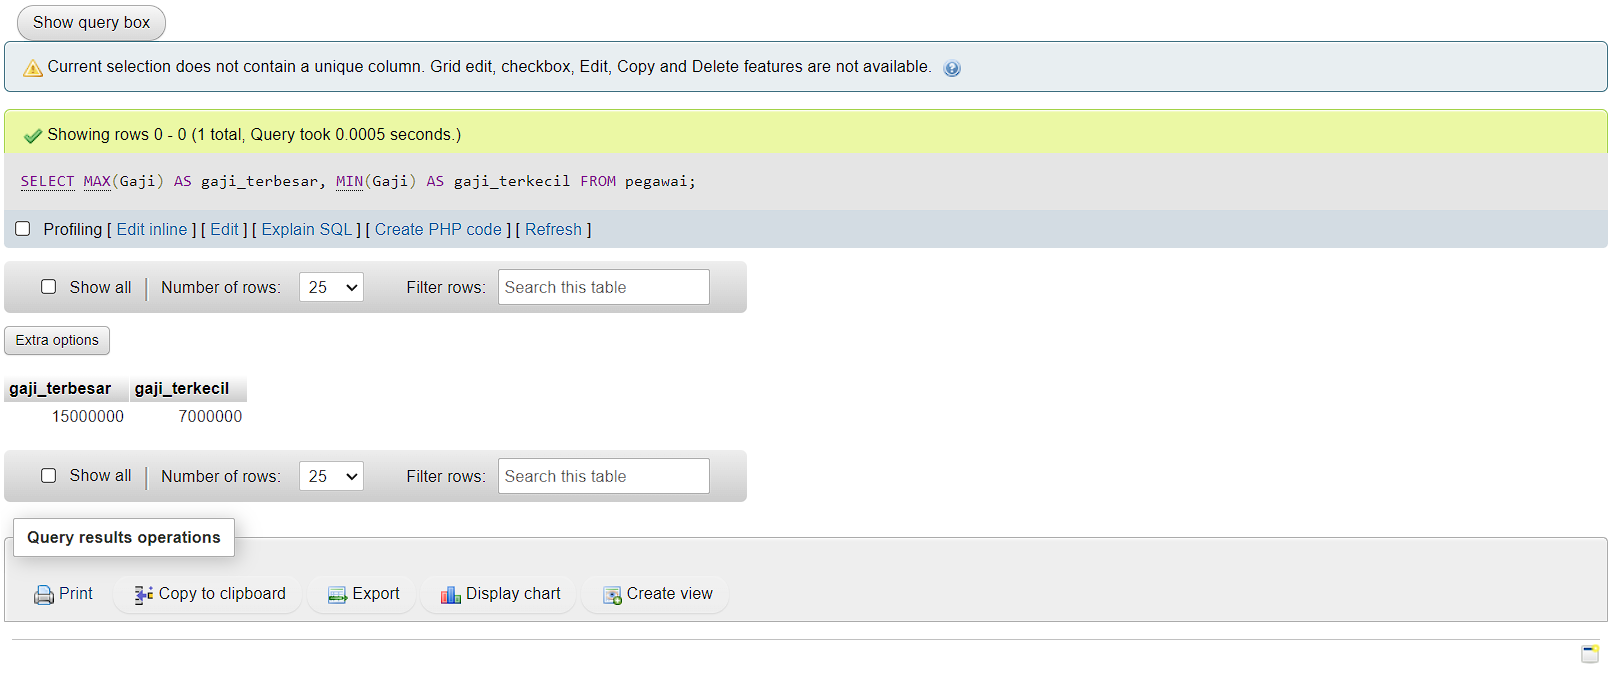 Show query box
Current selection does not contain a unique column. Grid edit, checkbox, Edit, Copy and Delete features are not available.
Showing rows 0 - 0 (1 total, Query took 0.0005 seconds.)
SELECT MAX(Gaji) AS gaji_terbesar, MIN(Gaji) AS gaji_terkecil FROM pegawai;
Profiling [ Edit inline ] [ Edit ] [ Explain SQL ] [ Create PHP code ] [ Refresh ]
Show all Number of rows: 25 Filter rows: Search this table
Extra options
gaji_terbesar gaji_terkecil
15000000 7000000
Show all Number of rows: 25 Filter rows: Search this table
Query results operations
Print Copy to clipboard Export Display chart Create view